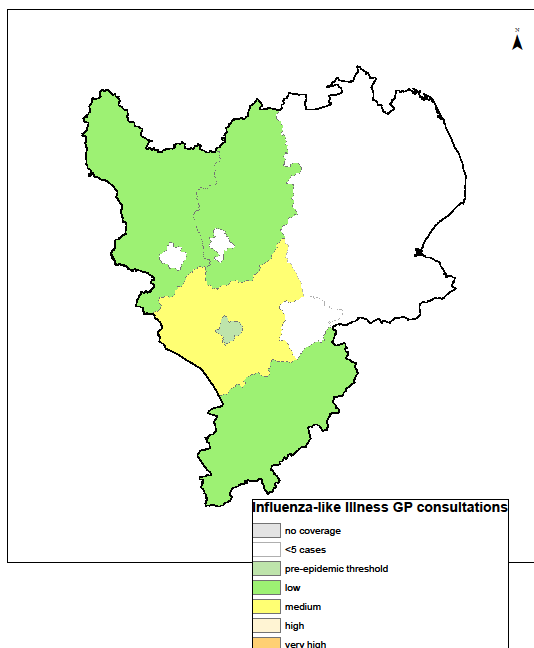 Influenza-like Illness GP consultations
no coverage
<5 cases
pre-epidemic threshold
low
medium
high
very high